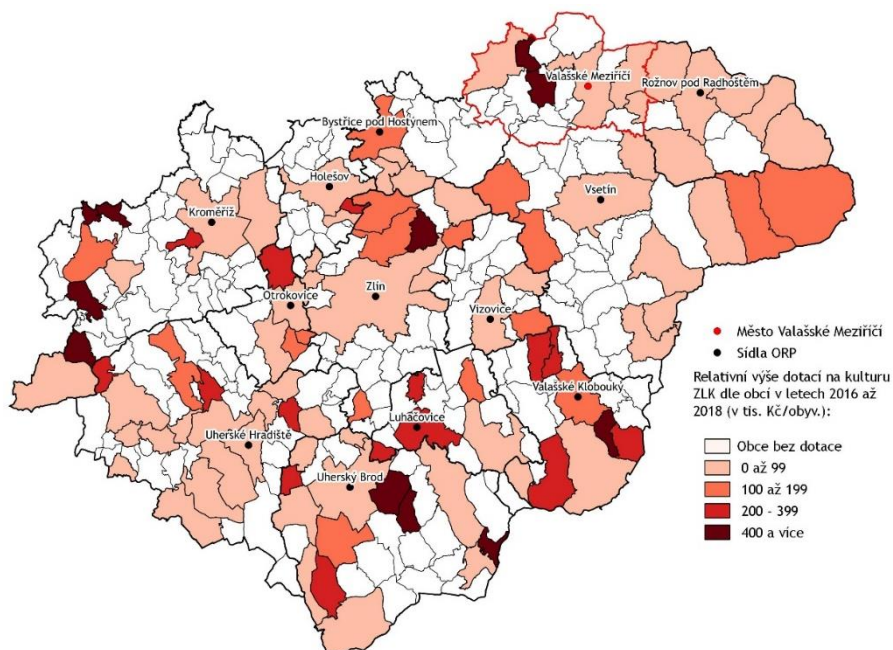 Valašské Meziříčí
Rožnov pod Radhoštěm
Bystřice pod Hostýnem
Holešov
Vsetín
Kroměříž
Zlín
Otrokovice
Vizovice
Město Valašské Meziříčí
Sídla ORP
Relativní výše dotací na kulturu
ZLK dle obcí v letech 2016 až
2018 (v tis. Kč/obyv.):
Valašské Klobouky
Luhačovice
Uherské Hradiště
Uherský Brod
Obce bez dotace
0 až 99
100 až 199
200 - 399
400 a více